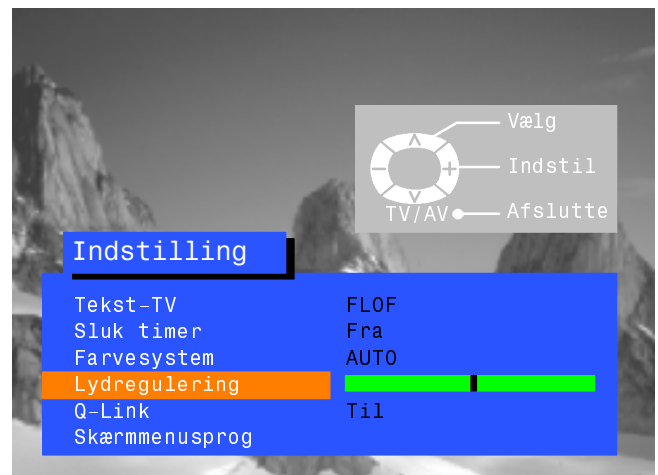 Vælg
Indstil
TV/AV Afslutte
Indstilling
Tekst-TV FLOF
Sluk timer Fra
Farvesystem AUTO
Lydregulering
Q-Link Til
Skærmmenusprog